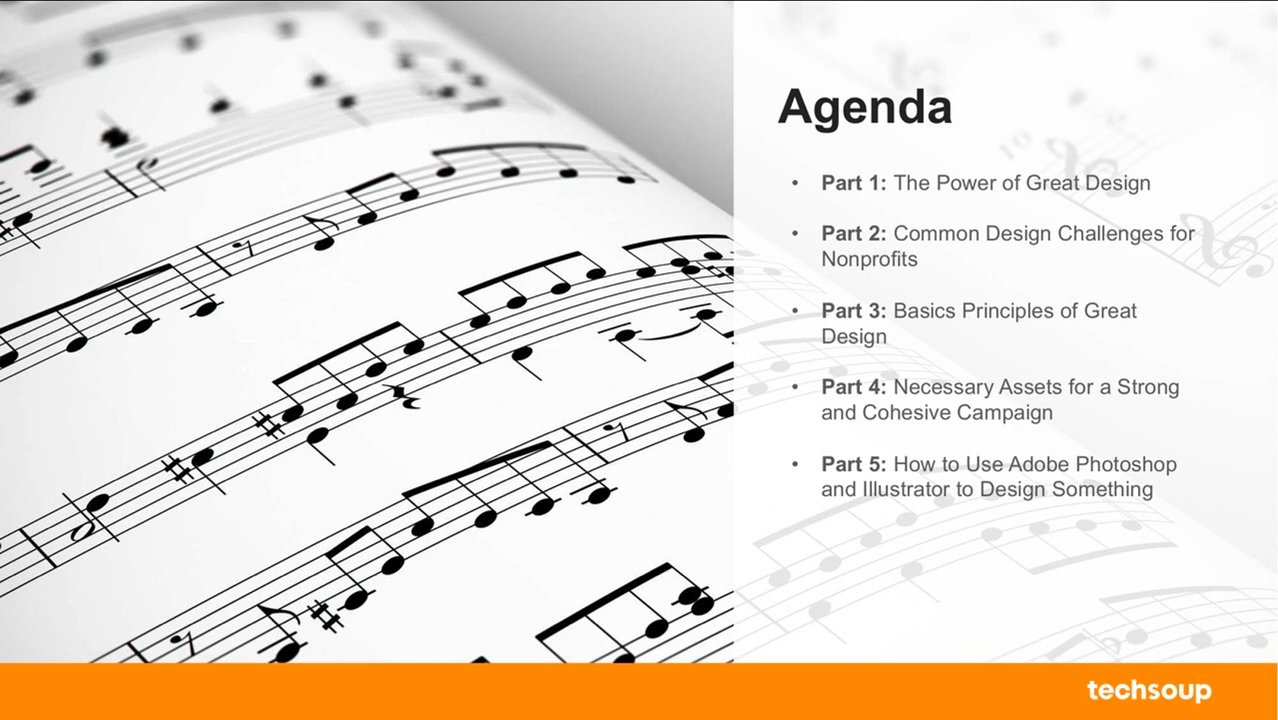 Agenda
• Part 1: The Power of Great Design
• Part 2: Common Design Challenges for
Nonprofits
• Part 3: Basics Principles of Great
Design
• Part 4: Necessary Assets for a Strong
and Cohesive Campaign
• Part 5: How to Use Adobe Photoshop
and Illustrator to Design Something
techsoup